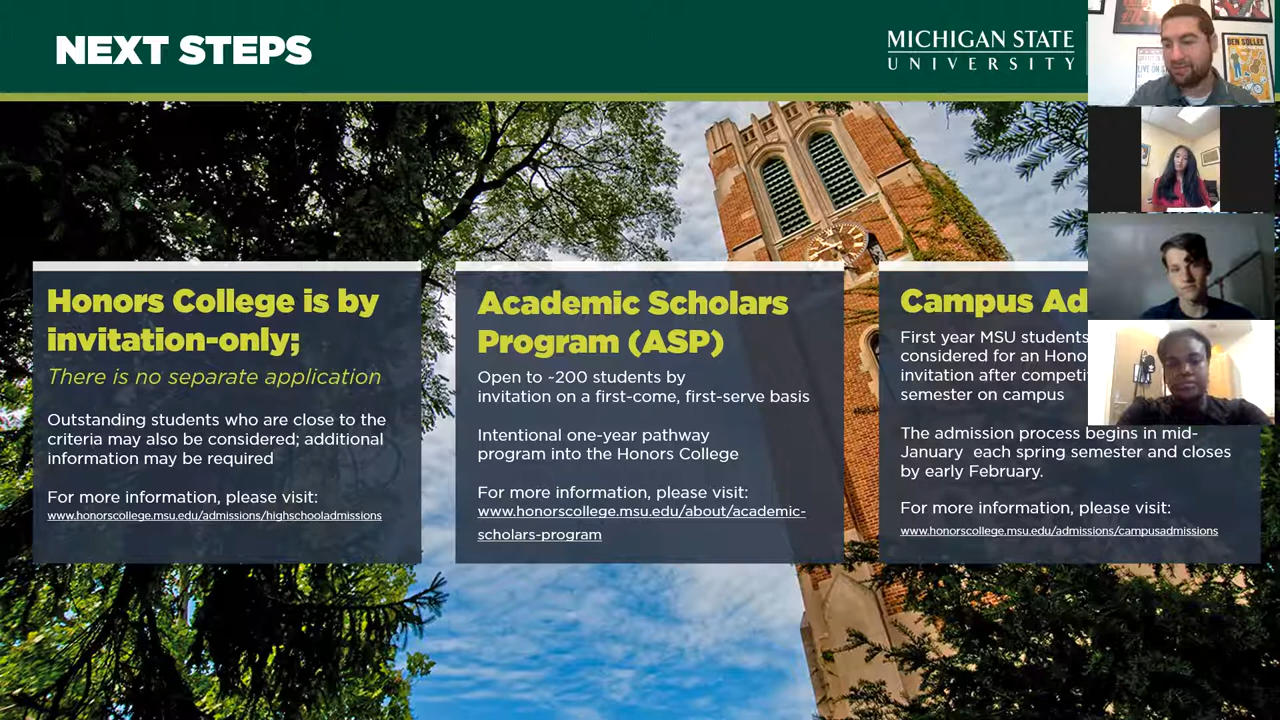 NEXT STEPS
MICHIGAN STATE
UNIVERSITY
BEN SOLLEE
LIVE ON
Honors College is by
invitation-only;
There is no separate application
Outstanding students who are close to the
criteria may also be considered; additional
information may be required
For more information, please visit:
www.honorscollege.msu.edu/admissions/highschooladmissions
Academic Scholars
Program (ASP)
Open to ~200 students by
invitation on a first-come, first-serve basis
Intentional one-year pathway
program into the Honors College
For more information, please visit:
www.honorscollege.msu.edu/about/academic-
scholars-program
Campus Ad
First year MSU students
considered for an Hono
invitation after competi
semester on campus
The admission process begins in mid-
January each spring semester and closes
by early February.
For more information, please visit:
www.honorscollege.msu.edu/admissions/campusadmissions